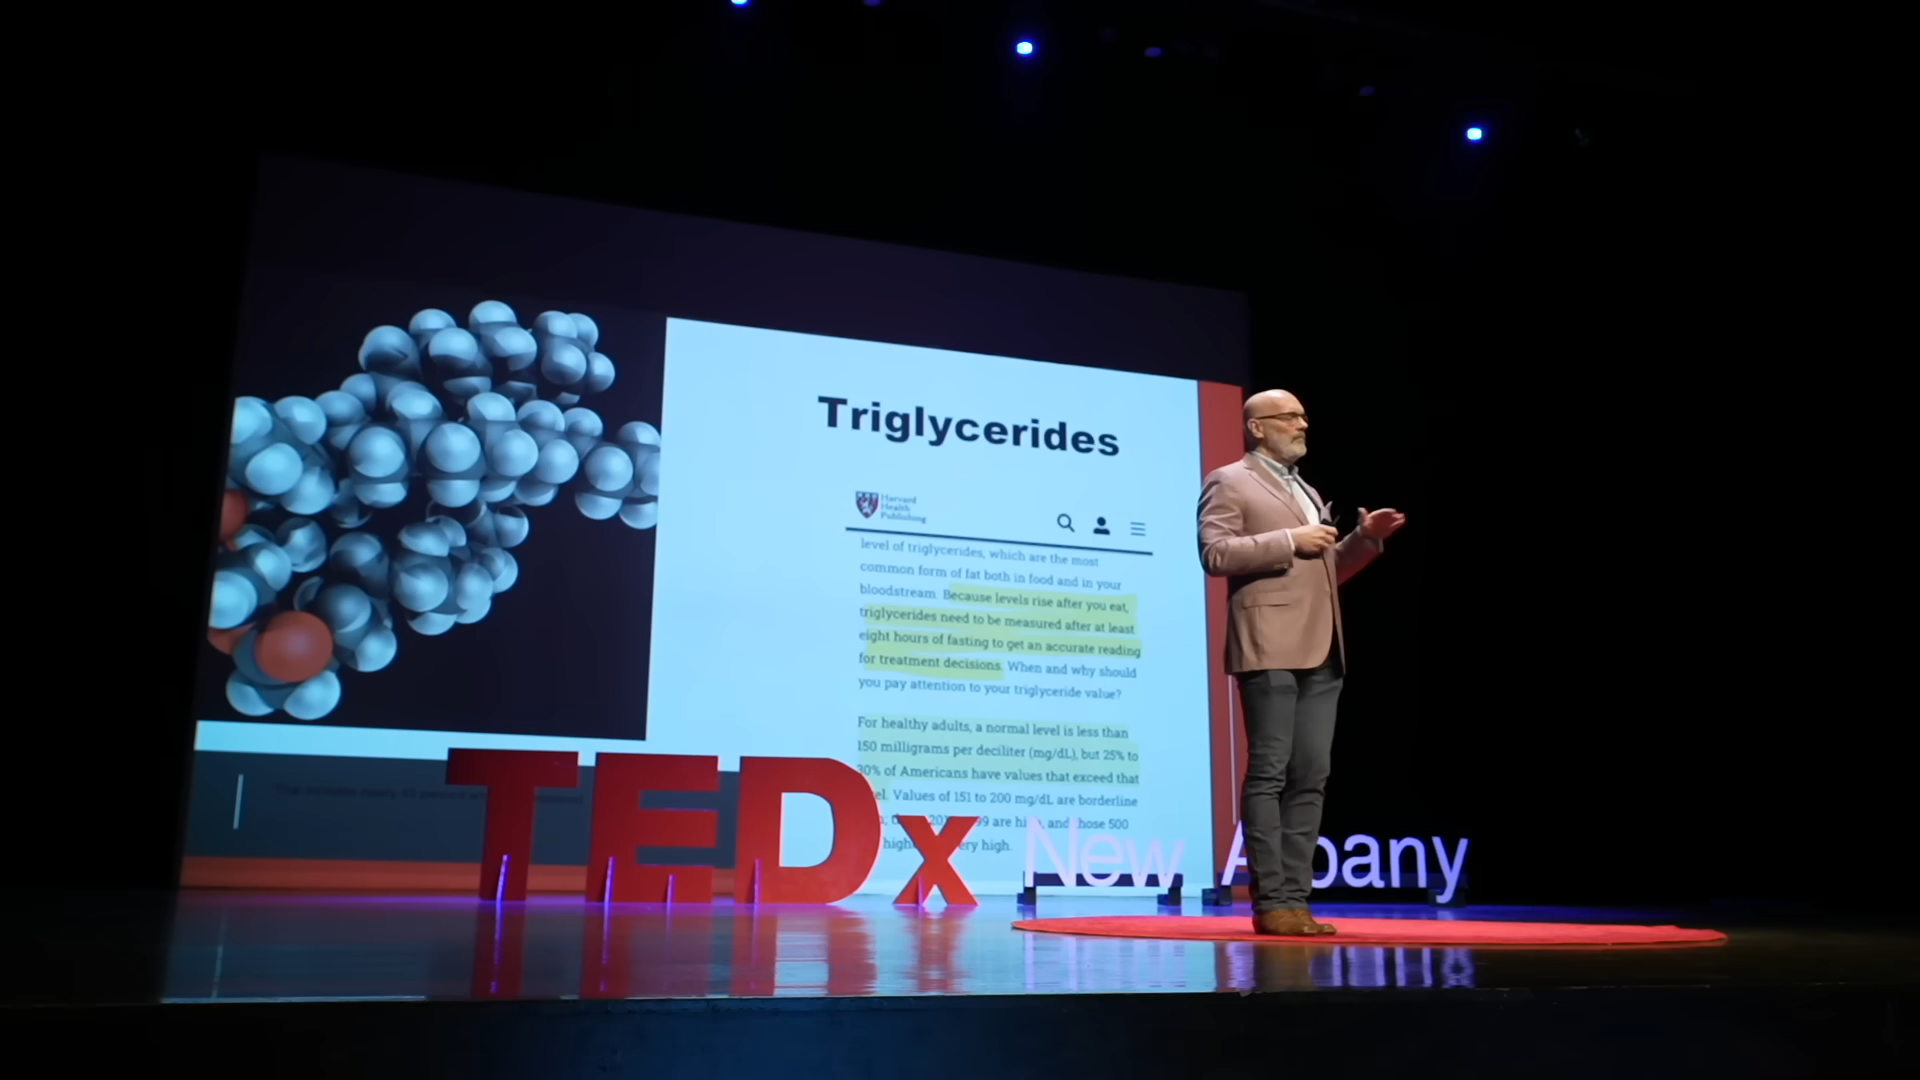 Triglycerides
Harvard
Health
Publishing
level of triglycerides, which are the most
common form of fat both in food and in your
bloodstream. Because levels rise after you eat,
triglycerides need to be measured after at least
eight hours of fasting to get an accurate reading
for treatment decisions. When and why should
you pay attention to your triglyceride value?
For healthy adults, a normal level is less than
150 milligrams per deciliter (mg/dL), but 25% to
30% of Americans have values that exceed that
Values of 151 to 200 mg/dL are borderline
are and those 500
high.
TEDx New Albany